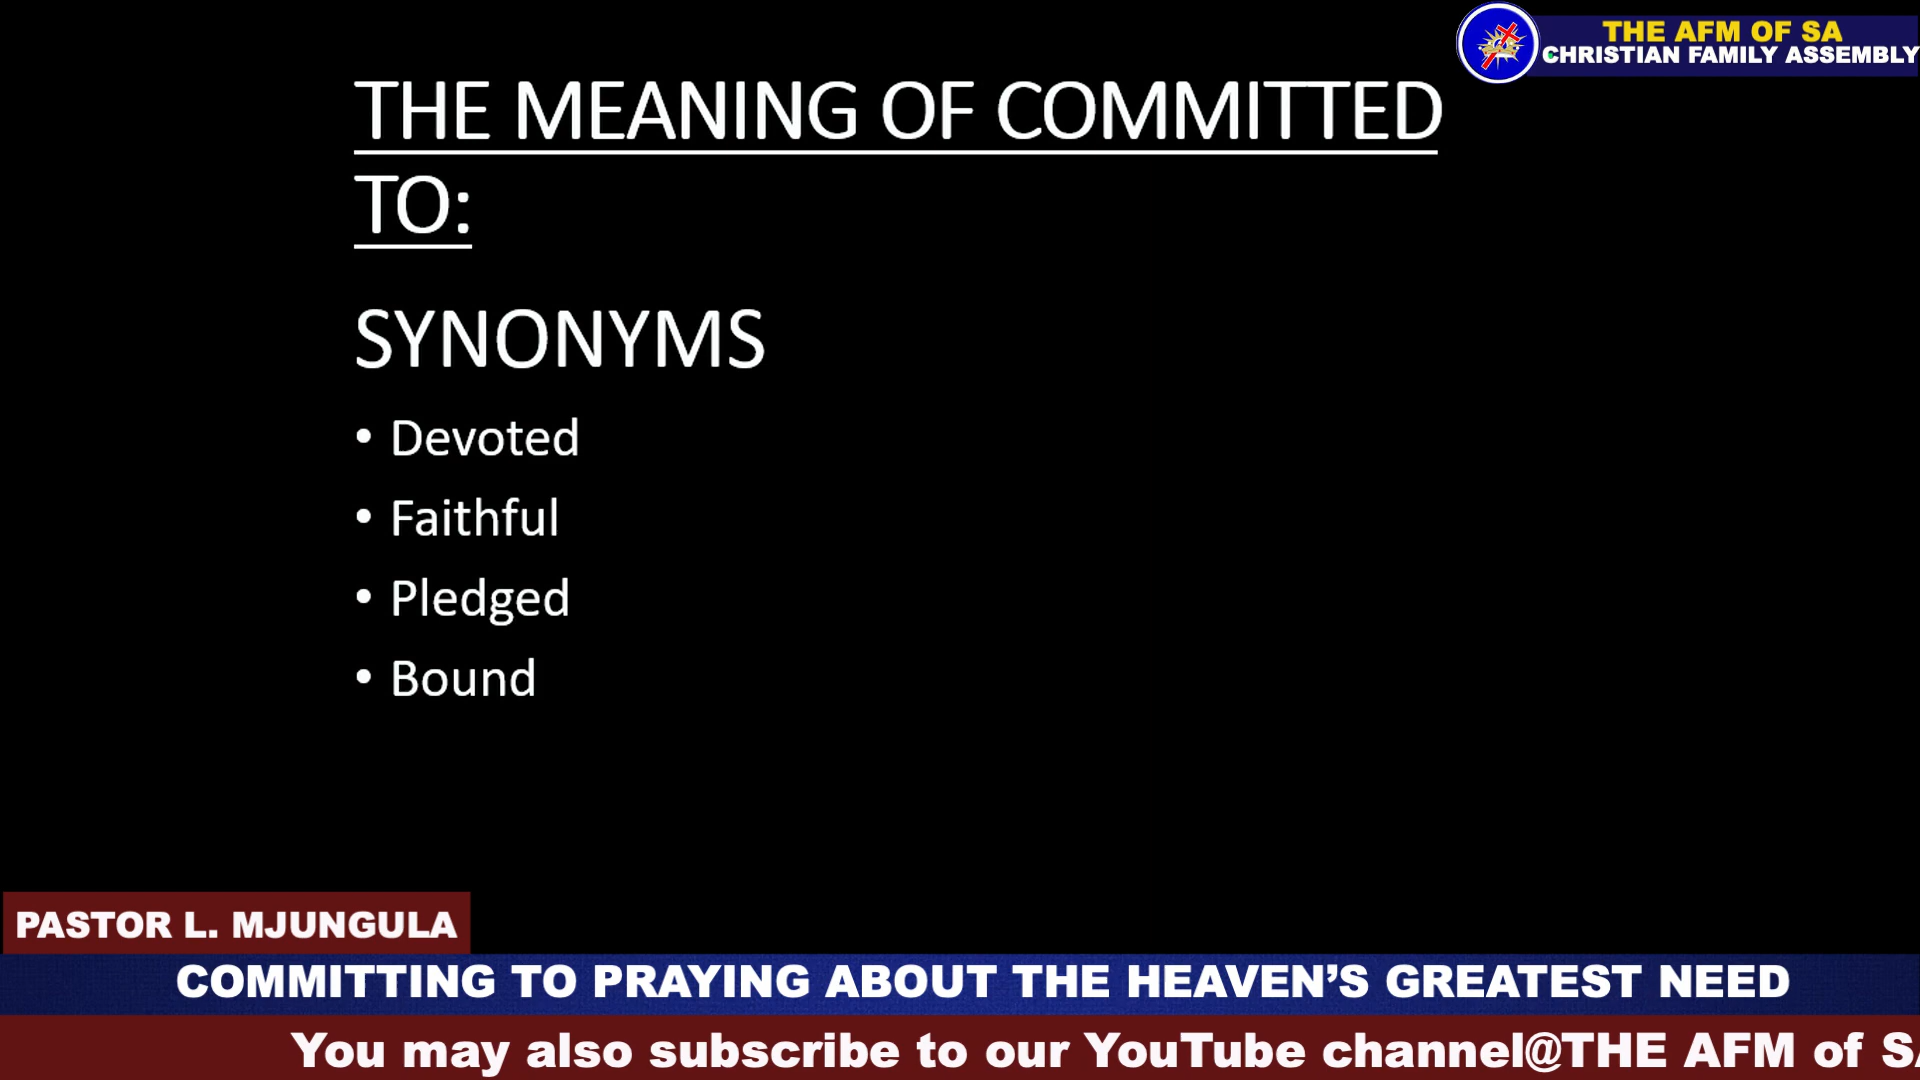 THE AFM OF SA
CHRISTIAN FAMILY ASSEMBLY
THE MEANING OF COMMITTED
TO:
SYNONYMS
• Devoted
• Faithful
• Pledged
• Bound
PASTOR L. MJUNGULA
COMMITTING TO PRAYING ABOUT THE HEAVEN’S GREATEST NEED
You may also subscribe to our YouTube channel@THE AFM of SA